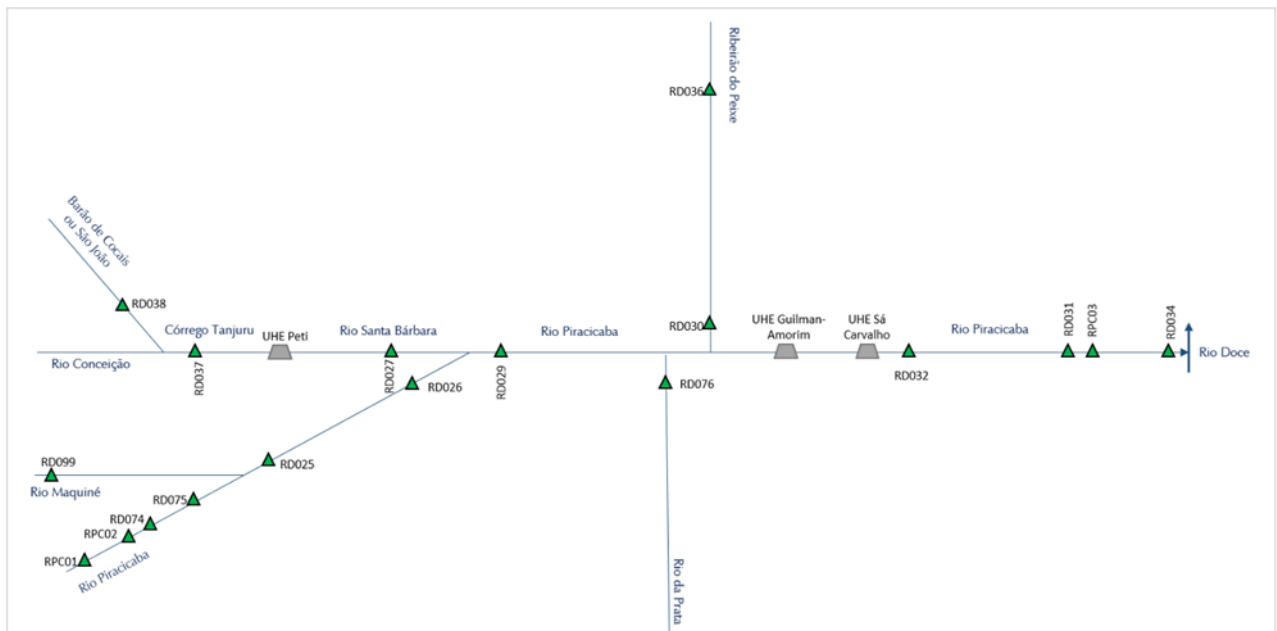 Ribeirão do Peixe
RD036
Barão de Cocais
ou São João
RD038
Córrego Tanjuru
UHE Peti
Rio Santa Bárbara
Rio Piracicaba
RD030
UHE Guilman-
Amorim
UHE Sá
Carvalho
Rio Piracicaba
RD031
RPC03
RD034
Rio Doce
Rio Conceição
RD037
RD027
RD026
RD029
RD076
RD032
RD099
Rio Maquiné
RD025
RD075
RD074
RPC02
RPC01
Rio Piracicaba
Rio da Prata